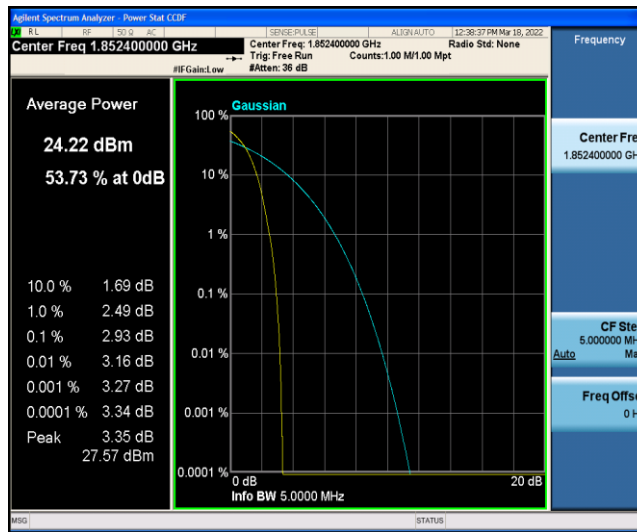 Agilent Spectrum Analyzer - Power Stat CCDF
RL RF 50 Ω AC SENSE:PULSE ALIGN AUTO 12:38:37 PM Mar 18, 2022
Center Freq 1.852400000 GHz
Center Freq: 1.852400000 GHz Radio Std: None
Trig: Free Run Counts:1.00 M/1.00 Mpt
#IFGain:Low #Atten: 36 dB
Frequency
Average Power
24.22 dBm
53.73 % at 0dB
10.0 % 1.69 dB
1.0 % 2.49 dB
0.1 % 2.93 dB
0.01 % 3.16 dB
0.001 % 3.27 dB
0.0001 % 3.34 dB
Peak 3.35 dB
27.57 dBm
Gaussian
100 %
10 %
1 %
0.1 %
0.01 %
0.001 %
0.0001 %
0 dB 20 dB
Info BW 5.0000 MHz
Center Fre
1.852400000 GH
CF Ste
5.000000 MH
Auto Ma
Freq Offse
0 H
MSG STATUS